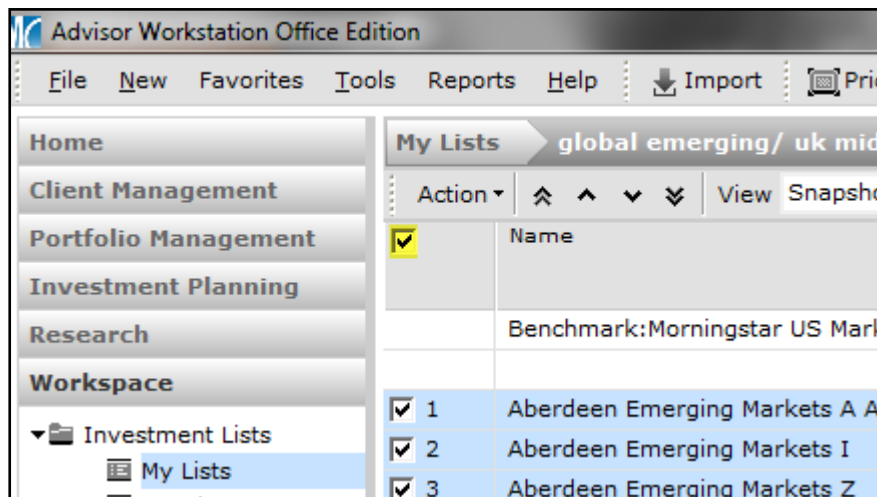 Advisor Workstation Office Edition
File New Favorites Tools Reports Help Import
Home
Client Management
Portfolio Management
Investment Planning
Research
Workspace
Investment Lists
My Lists
My Lists global emerging/ uk mid
Action View
Name
Benchmark:Morningstar US
1 Aberdeen Emerging Markets A
2 Aberdeen Emerging Markets I
3 Aberdeen Emerging Markets Z